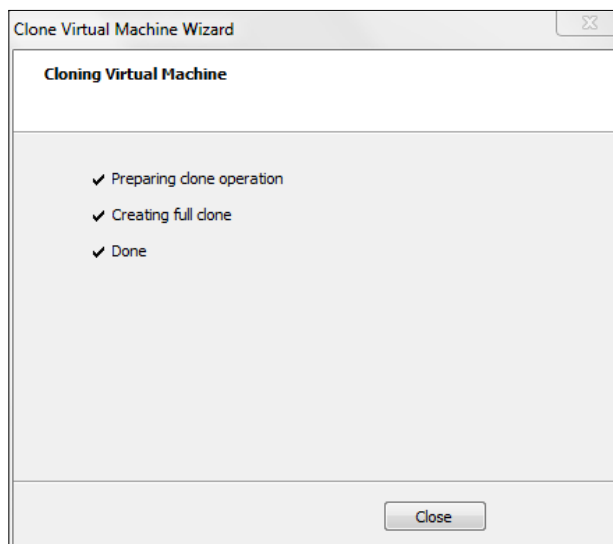 Clone Virtual Machine Wizard
Cloning Virtual Machine
Preparing clone operation
Creating full clone
Done
Close